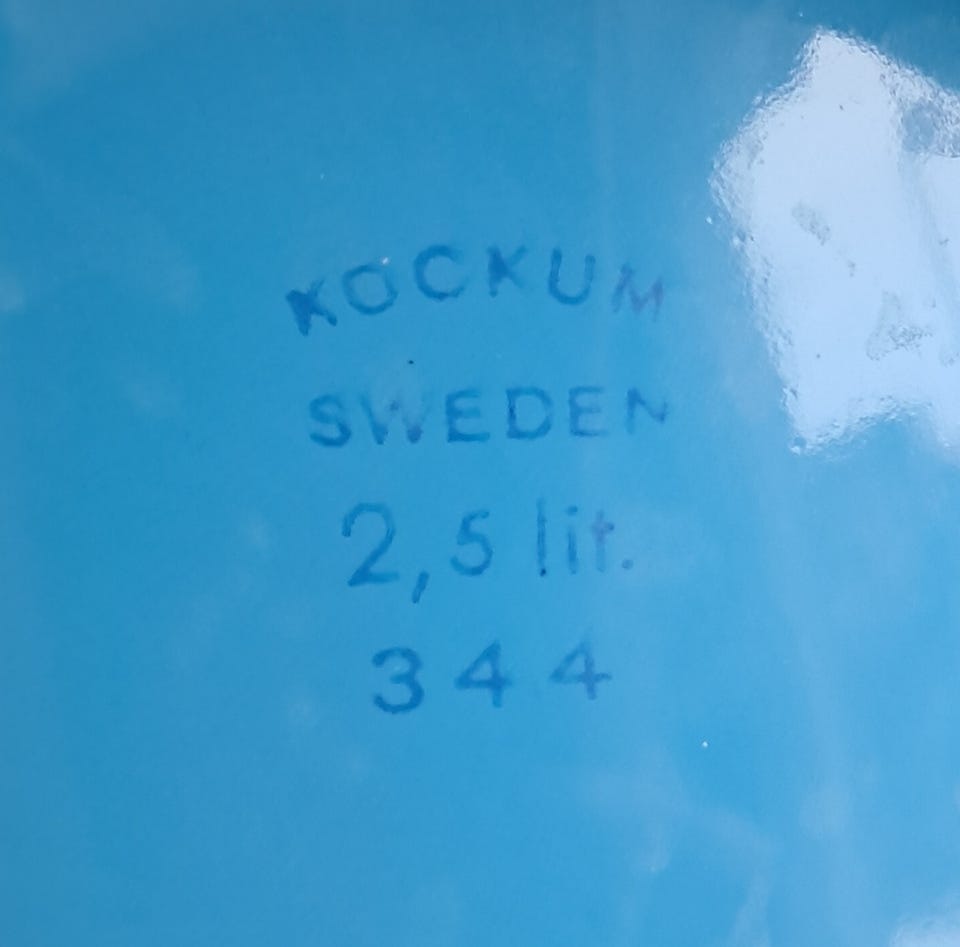 KOCKUM
SWEDEN
2,5 lit.
344